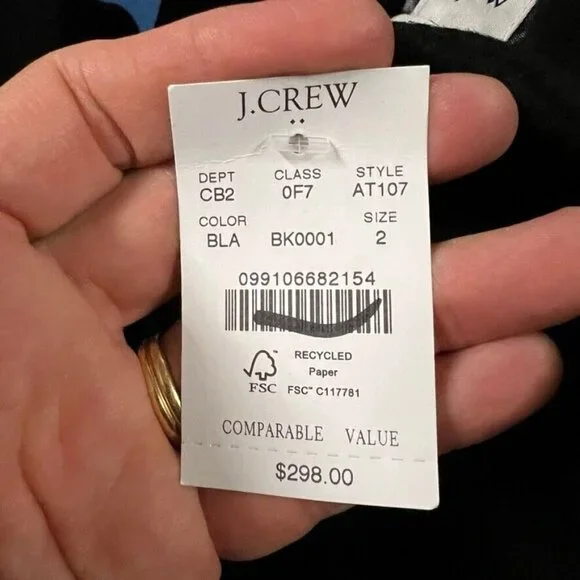 J.CREW
DEPT CLASS STYLE
CB2 0F7 AT107
COLOR SIZE
BLA BK0001 2
099106682154
RECYCLED
Paper
FSC FSC™ C117781
COMPARABLE VALUE
$298.00